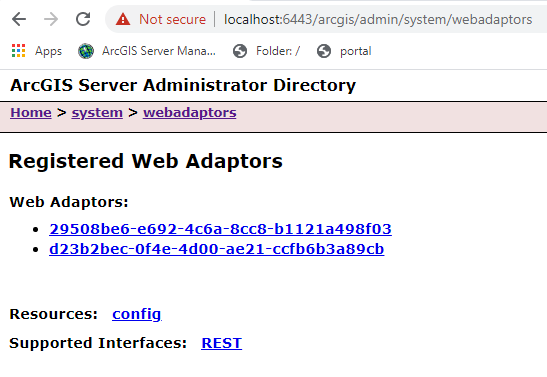 Not secure | localhost:6443/arcgis/admin/system/webadaptors
Apps ArcGIS Server Mana... Folder: / portal
ArcGIS Server Administrator Directory
Home > system > webadaptors
Registered Web Adaptors
Web Adaptors:
• 29508be6-e692-4c6a-8cc8-b1121a498f03
• d23b2bec-0f4e-4d00-ae21-ccfb6b3a89cb
Resources: config
Supported Interfaces: REST